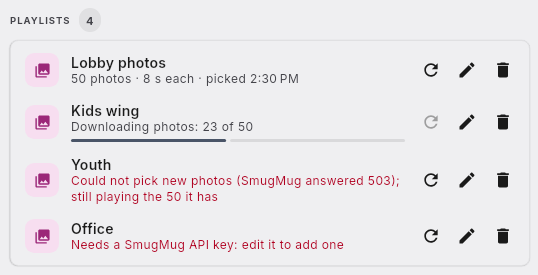 PLAYLISTS 4
Lobby photos
50 photos · 8 s each · picked 2:30 PM
Kids wing
Downloading photos: 23 of 50
Youth
Could not pick new photos (SmugMug answered 503);
still playing the 50 it has
Office
Needs a SmugMug API key: edit it to add one